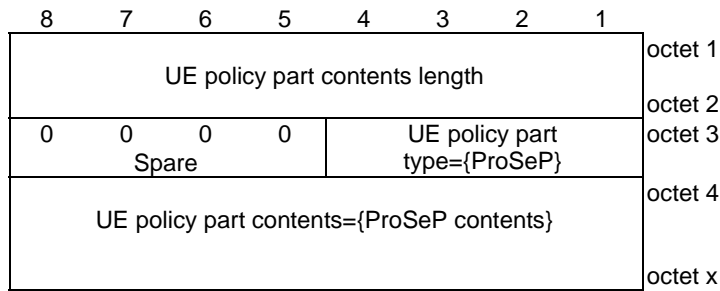 8 7 6 5 4 3 2 1
octet 1
UE policy part contents length
octet 2
0 0 0 0 UE policy part octet 3
Spare type={ProSeP}
octet 4
UE policy part contents={ProSeP contents}
octet x